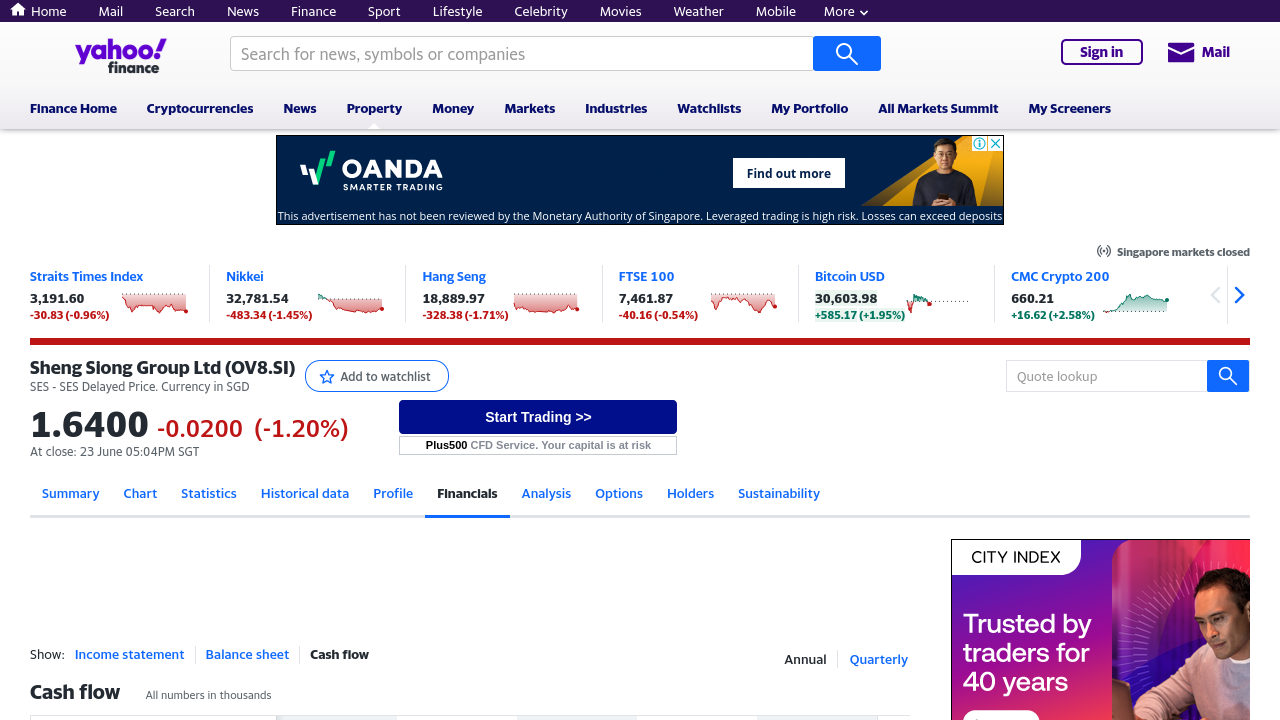 Home Mail Search News Finance Sport Lifestyle Celebrity Movies Weather Mobile More
yahoo!
finance
Search for news, symbols or companies
Sign in
Mail
Finance Home Cryptocurrencies News Property Money Markets Industries Watchlists My Portfolio All Markets Summit My Screeners
OANDA
SMARTER TRADING
Find out more
This advertisement has not been reviewed by the Monetary Authority of Singapore. Leveraged trading is high risk. Losses can exceed deposits
Singapore markets closed
Straits Times Index
3,191.60
-30.83 (-0.96%)
Nikkei
32,781.54
-483.34 (-1.45%)
Hang Seng
18,889.97
-328.38 (-1.71%)
FTSE 100
7,461.87
-40.16 (-0.54%)
Bitcoin USD
30,603.98
+585.17 (+1.95%)
CMC Crypto 200
660.21
+16.62 (+2.58%)
Sheng Siong Group Ltd (OV8.SI)
SES - SES Delayed Price. Currency in SGD
Add to watchlist
Quote lookup
1.6400 -0.0200 (-1.20%)
At close: 23 June 05:04PM SGT
Start Trading >>
Plus500 CFD Service. Your capital is at risk
Summary Chart Statistics Historical data Profile Financials Analysis Options Holders Sustainability
CITY INDEX
Trusted by
traders for
40 years
Show: Income statement Balance sheet Cash flow
Annual Quarterly
Cash flow All numbers in thousands